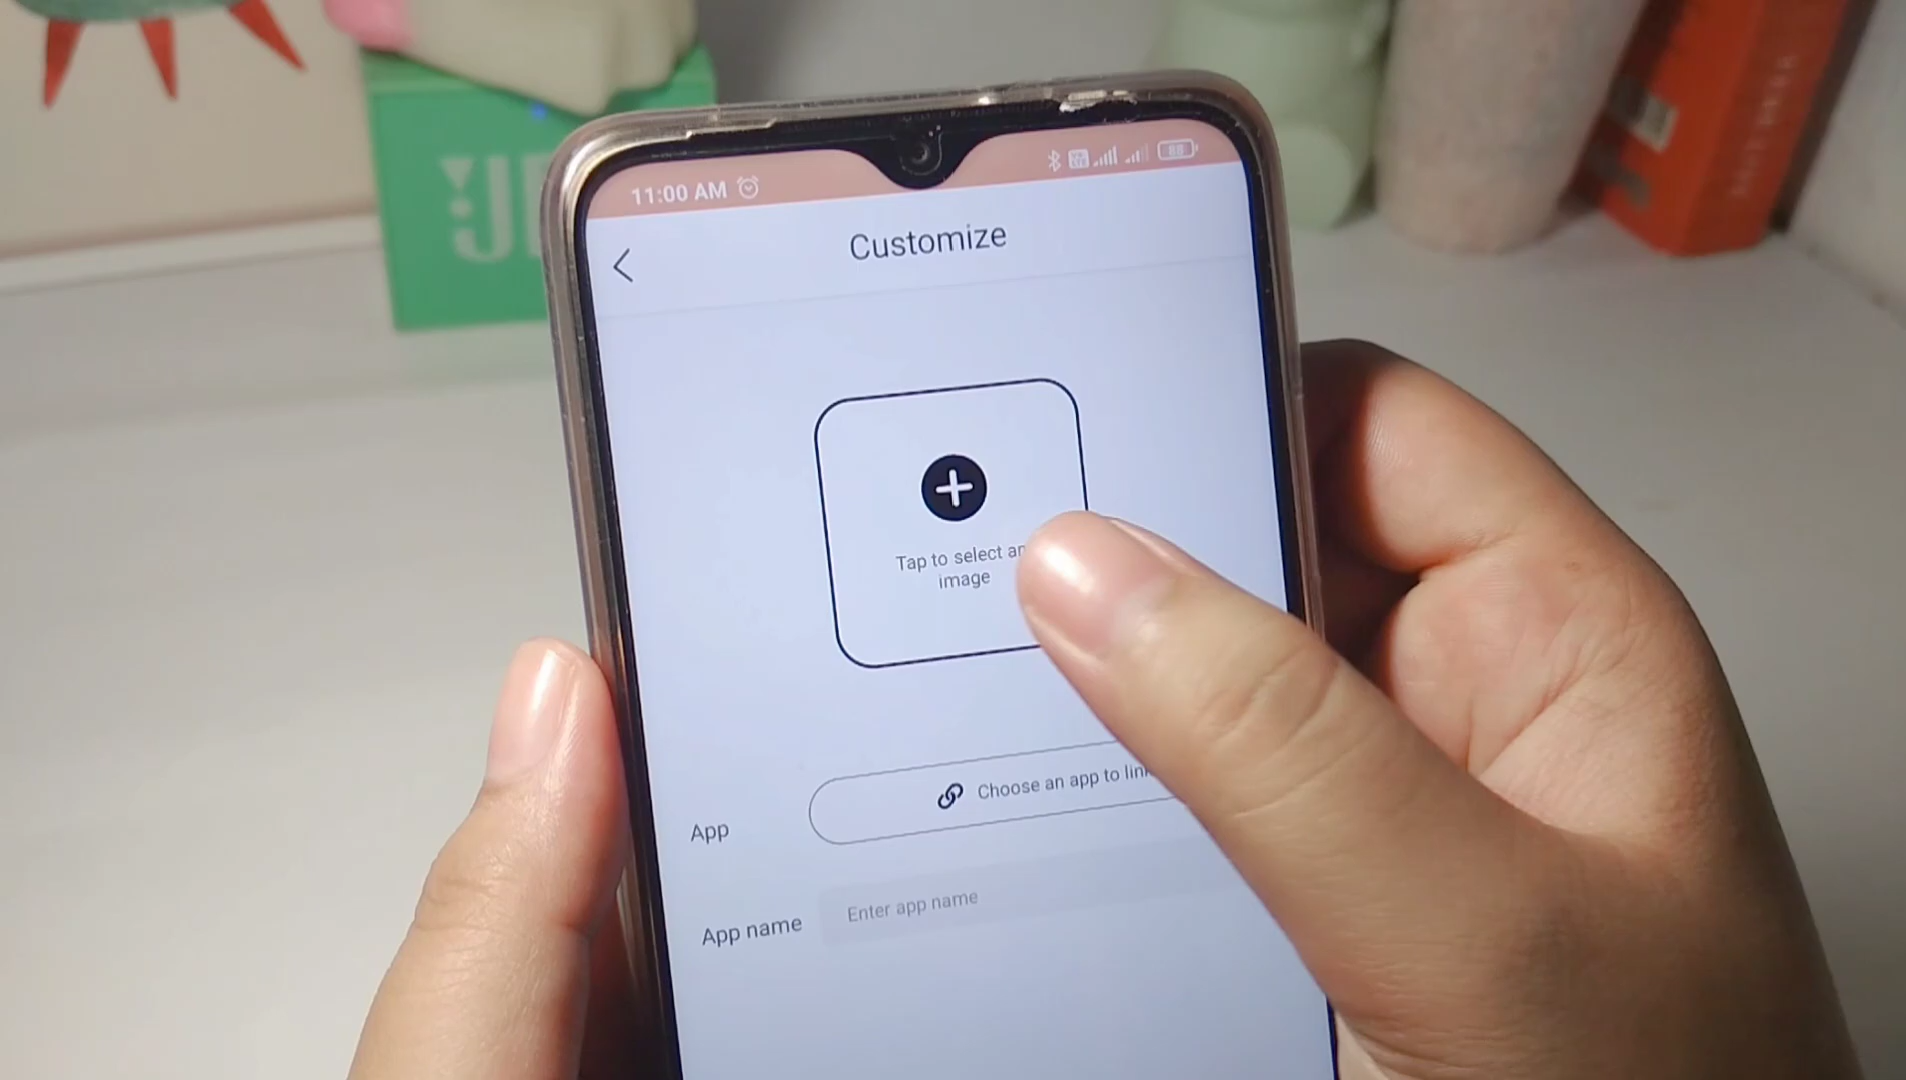 11:00 AM
88
Customize
Tap to select an
image
Choose an app to link
App
App name
Enter app name